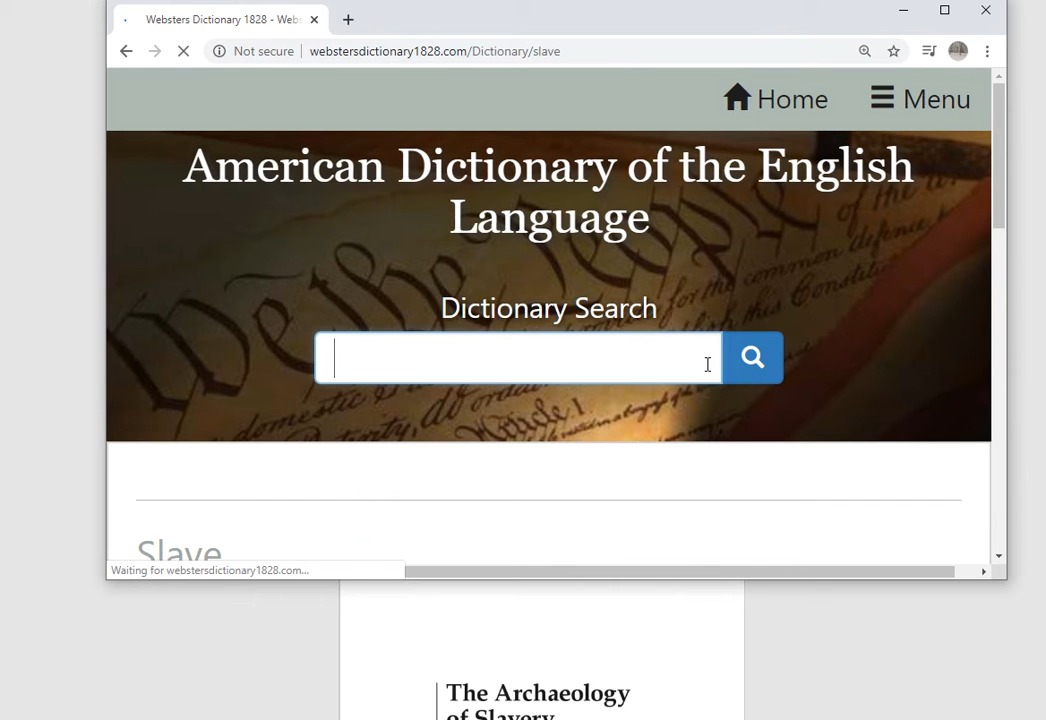 Websters Dictionary 1828 - Webs
Not secure
webstersdictionary1828.com/Dictionary/slave
Home
Menu
American Dictionary of the English
Language
Dictionary Search
Slave
Waiting for webstersdictionary1828.com...
The Archaeology
of Slavery